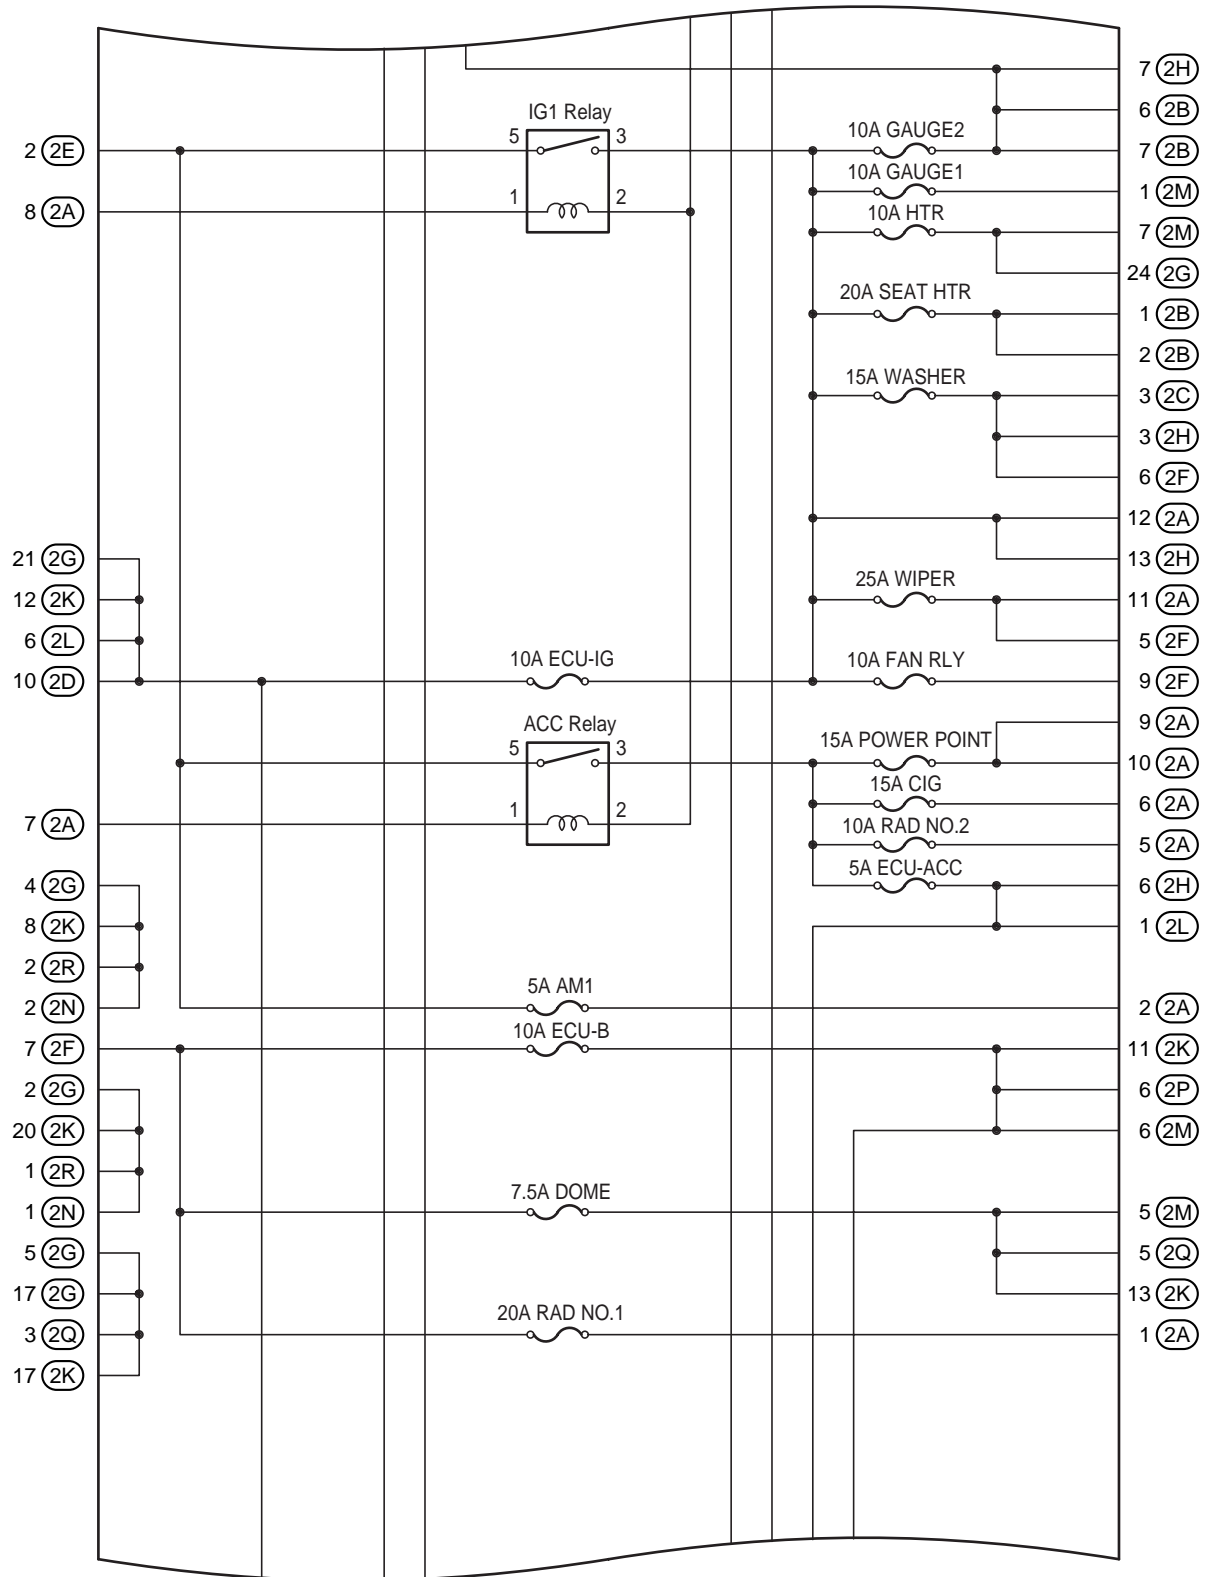 7 2H
IG1 Relay
6 2B
5 3 10A GAUGE2
2 2E 7 2B
10A GAUGE1
1 2 1 2M
8 2A 10A HTR
7 2M
24 2G
20A SEAT HTR
1 2B
2 2B
15A WASHER
3 2C
3 2H
6 2F
12 2A
21 2G 13 2H
25A WIPER
12 2K 11 2A
6 2L 5 2F
10A ECU-IG 10A FAN RLY
10 2D 9 2F
ACC Relay 9 2A
5 3 15A POWER POINT
10 2A
15A CIG
1 2 6 2A
7 2A 10A RAD NO.2
5 2A
5A ECU-ACC
4 2G 6 2H
8 2K 1 2L
2 2R
5A AM1
2 2N 2 2A
10A ECU-B
7 2F 11 2K
2 2G 6 2P
20 2K 6 2M
1 2R
7.5A DOME
1 2N 5 2M
5 2G 5 2Q
17 2G 13 2K
20A RAD NO.1
3 2Q 1 2A
17 2K